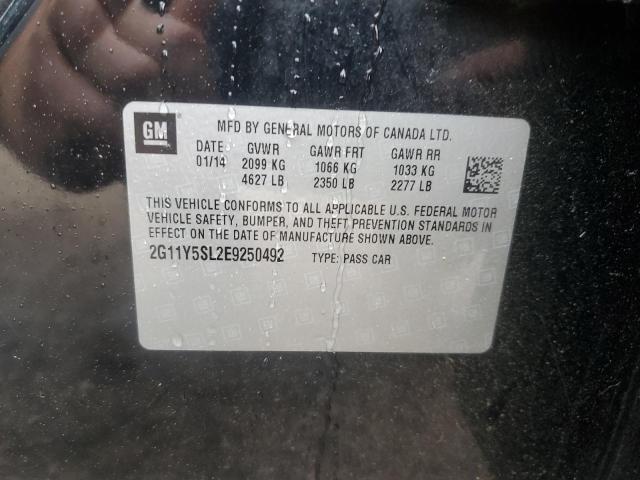 GM
MFD BY GENERAL MOTORS OF CANADA LTD.
DATE GVWR GAWR FRT GAWR RR
01/14 2099 KG 1066 KG 1033 KG
4627 LB 2350 LB 2277 LB
THIS VEHICLE CONFORMS TO ALL APPLICABLE U.S. FEDERAL MOTOR
VEHICLE SAFETY, BUMPER, AND THEFT PREVENTION STANDARDS IN
EFFECT ON THE DATE OF MANUFACTURE SHOWN ABOVE.
2G11Y5SL2E9250492 TYPE: PASS CAR